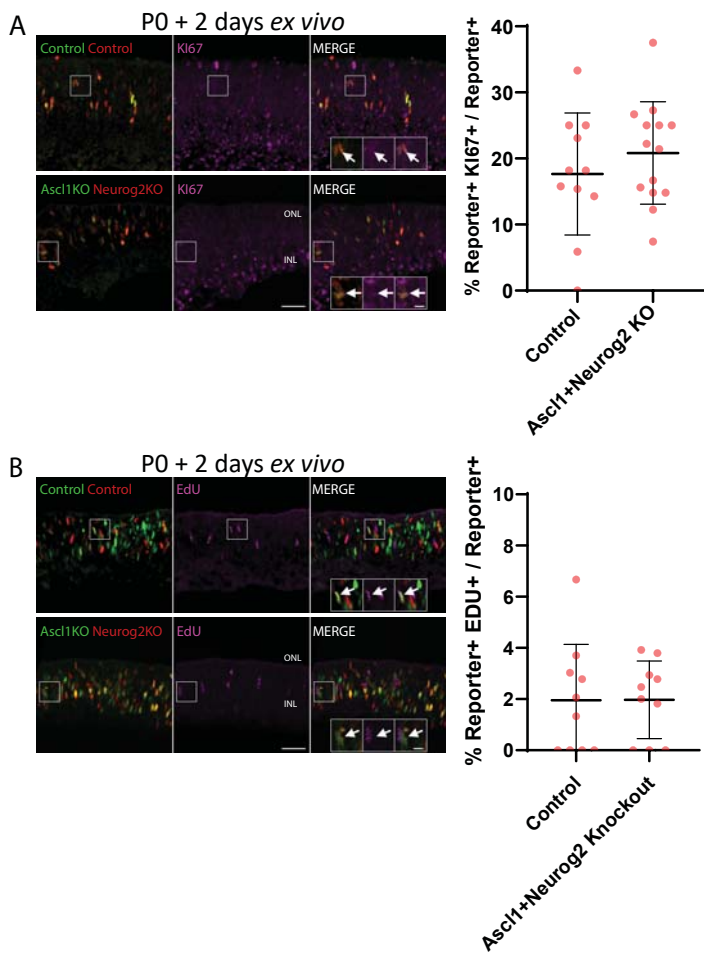 A
P0 + 2 days ex vivo
Control Control
KI67
MERGE
Ascl1KO Neurog2KO
KI67
MERGE
ONL
INL
% Reporter+ KI67+ / Reporter+
40
30
20
10
0
Control
Ascl1+Neurog2 KO
B
P0 + 2 days ex vivo
Control Control
EdU
MERGE
Ascl1KO Neurog2KO
EdU
MERGE
ONL
INL
% Reporter+ EDU+ / Reporter+
10
8
6
4
2
0
Control
Ascl1+Neurog2 Knockout